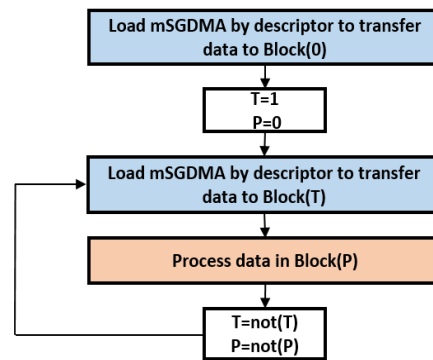 Load mSGDMA by descriptor to transfer
data to Block(0)
T=1
P=0
Load mSGDMA by descriptor to transfer
data to Block(T)
Process data in Block(P)
T=not(T)
P=not(P)